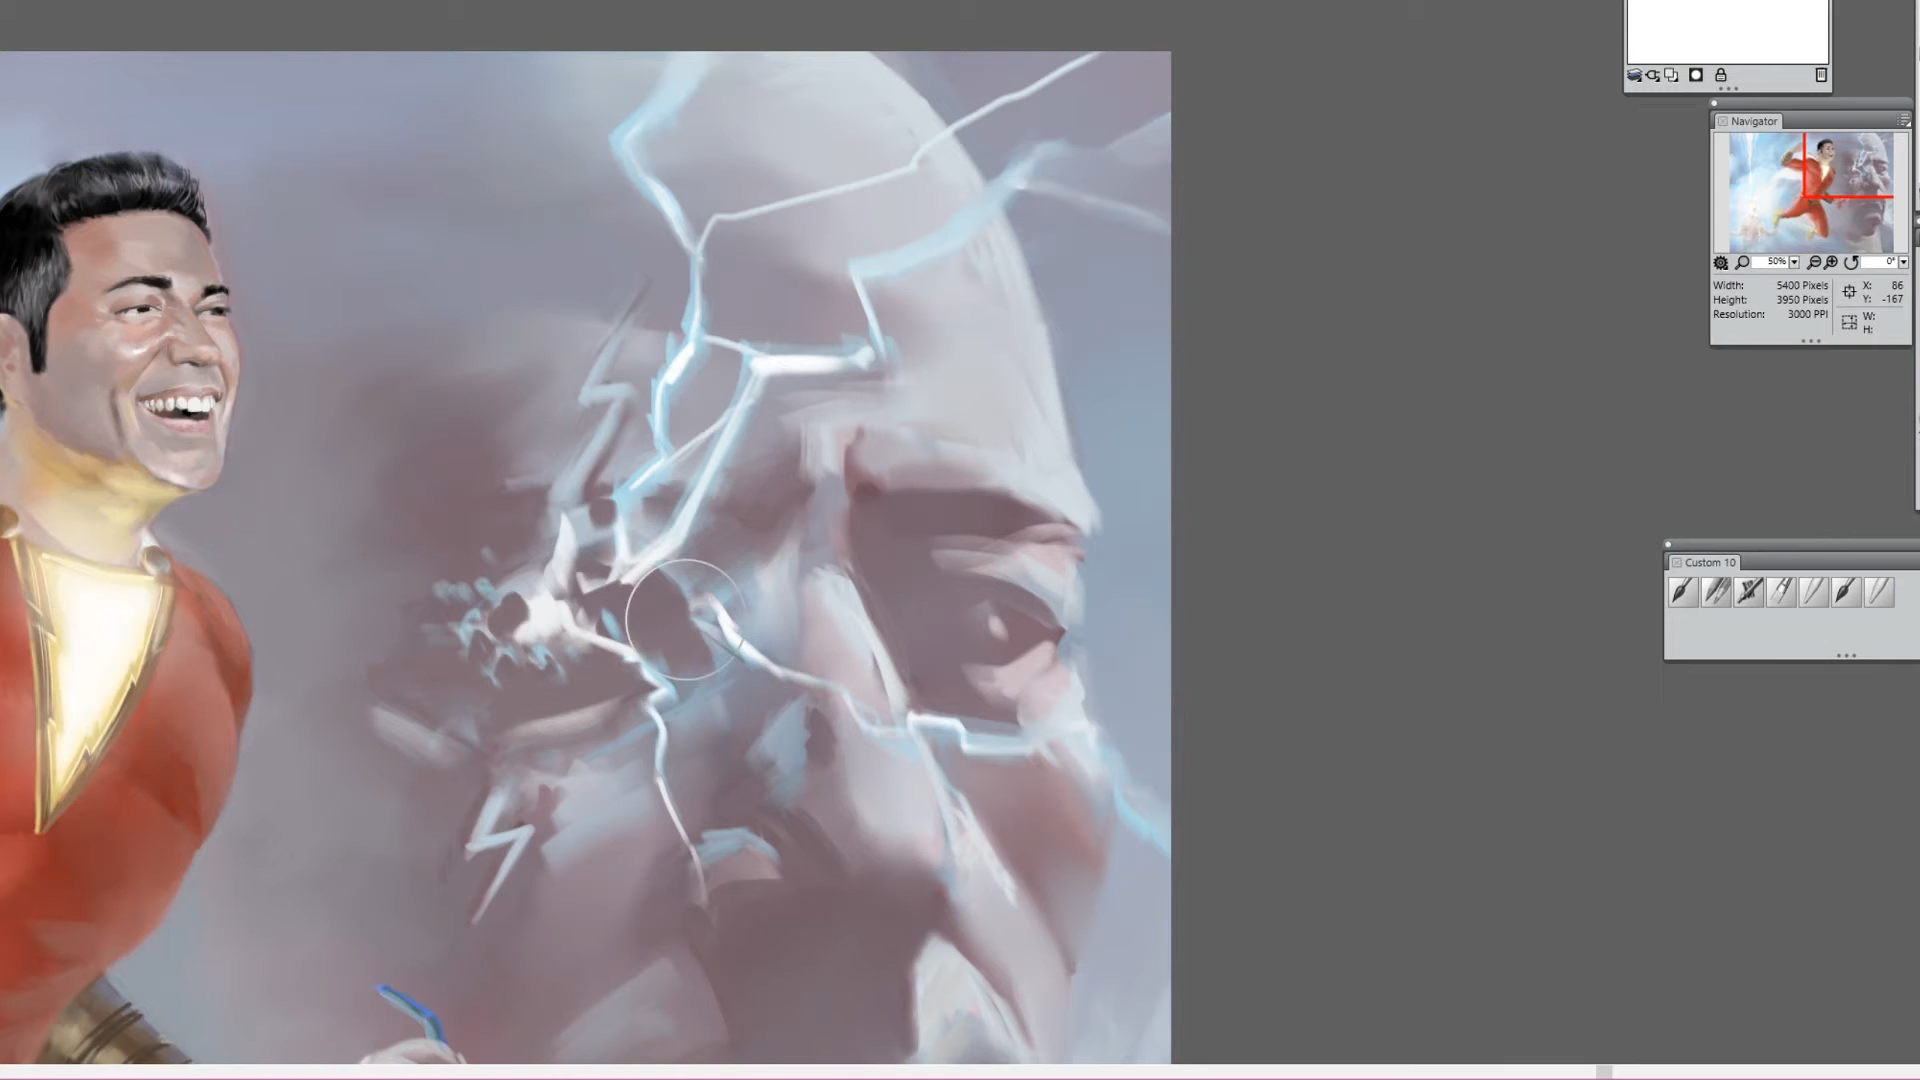 Navigator
50%
0°
Width: 5400 Pixels
Height: 3950 Pixels
Resolution: 3000 PPI
X: 86
Y: -167
W:
H:
Custom 10